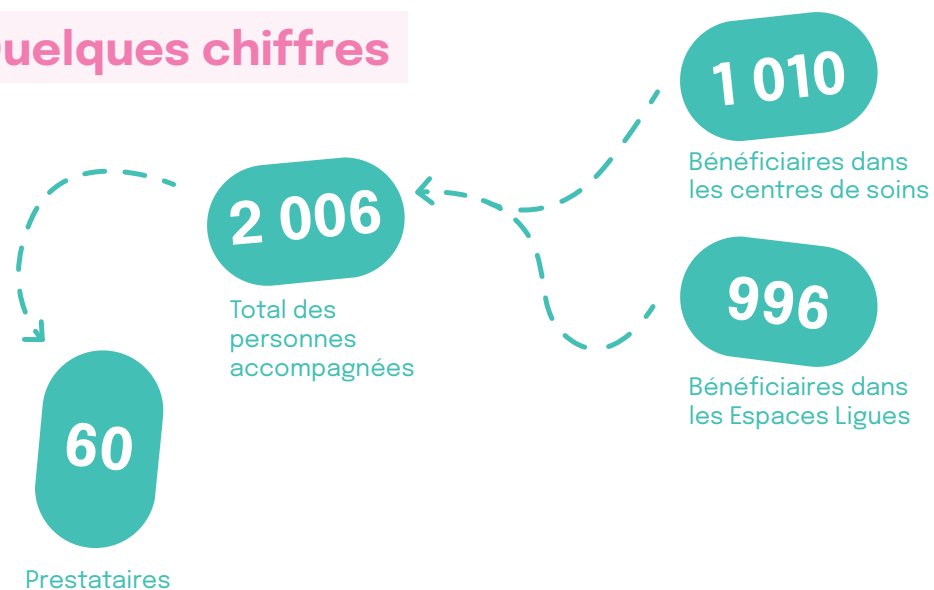 uelques chiffres
1 010
Bénéficiaires dans
les centres de soins
2 006
Total des
personnes
accompagnées
996
Bénéficiaires dans
les Espaces Ligues
60
Prestataires